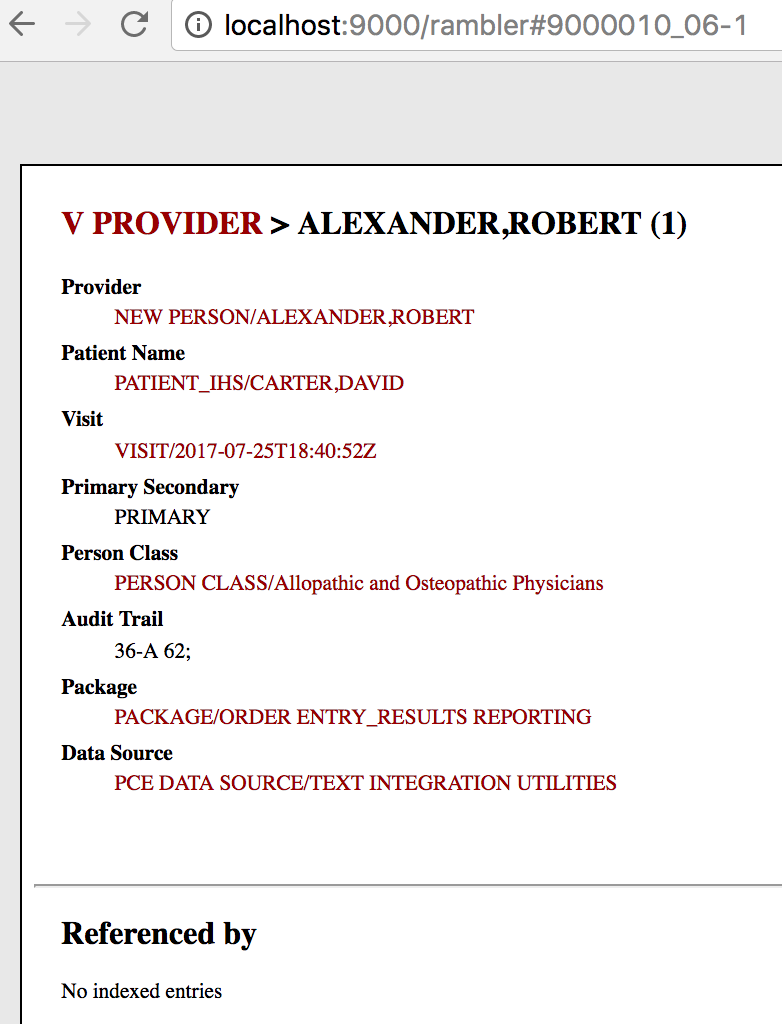 localhost:9000/rambler#9000010_06-1
V PROVIDER > ALEXANDER,ROBERT (1)
Provider
NEW PERSON/ALEXANDER,ROBERT
Patient Name
PATIENT_IHS/CARTER,DAVID
Visit
VISIT/2017-07-25T18:40:52Z
Primary Secondary
PRIMARY
Person Class
PERSON CLASS/Allopathic and Osteopathic Physicians
Audit Trail
36-A 62;
Package
PACKAGE/ORDER ENTRY_RESULTS REPORTING
Data Source
PCE DATA SOURCE/TEXT INTEGRATION UTILITIES
Referenced by
No indexed entries